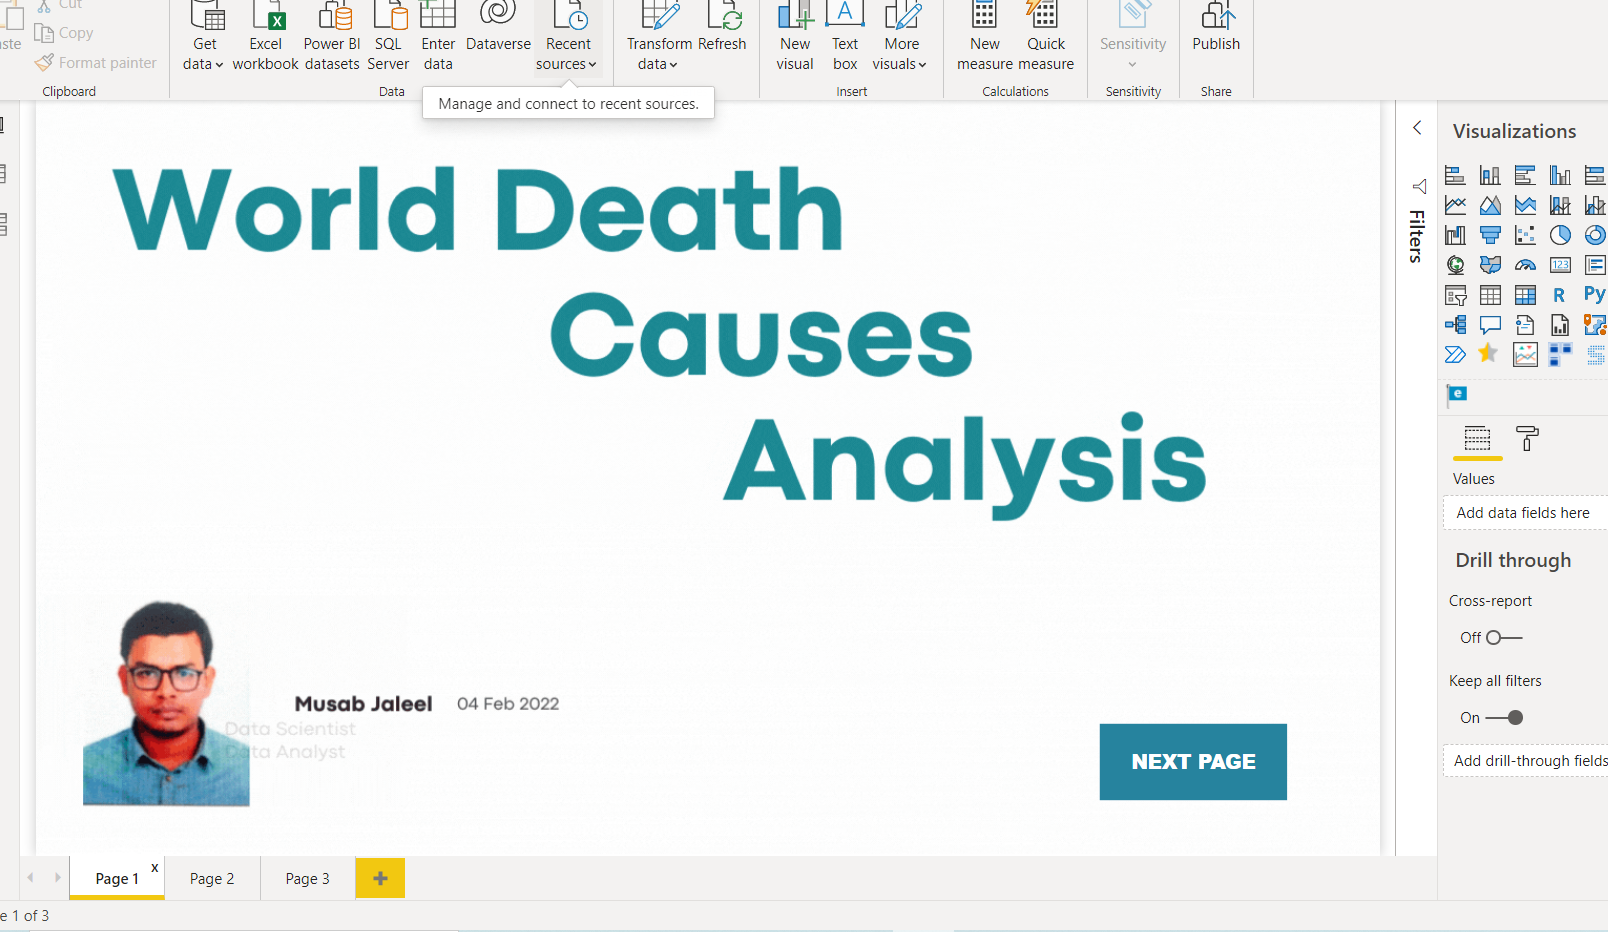 Cut
Copy
Format painter
Clipboard
Get data
Excel workbook
Power BI datasets
SQL Server
Enter data
Dataverse
Recent sources
Data
Transform data
Refresh
New visual
Text box
More visuals
Insert
New measure
Quick measure
Calculations
Sensitivity
Sensitivity
Publish
Share
Manage and connect to recent sources.
World Death
Causes
Analysis
Musab Jaleel 04 Feb 2022
Data Scientist
Data Analyst
NEXT PAGE
Filters
Visualizations
123
R
Py
Values
Add data fields here
Drill through
Cross-report
Off
Keep all filters
On
Add drill-through fields
Page 1 x
Page 2
Page 3
+
e 1 of 3